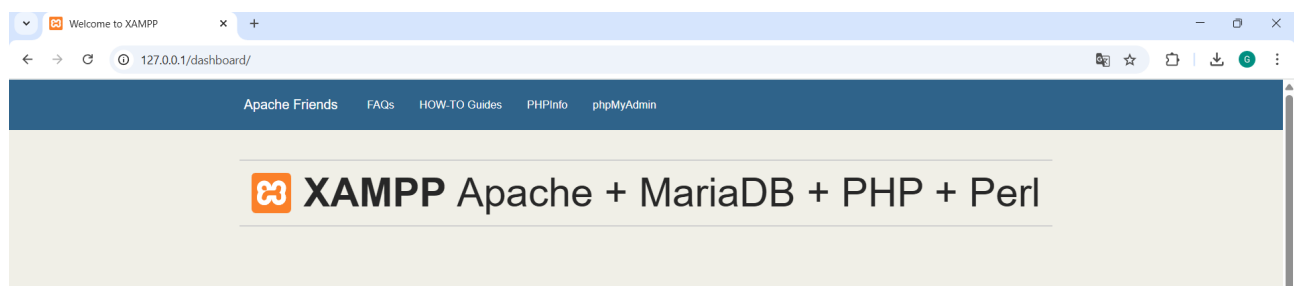 Welcome to XAMPP
127.0.0.1/dashboard/
G
Apache Friends FAQs HOW-TO Guides PHPInfo phpMyAdmin
XAMPP Apache + MariaDB + PHP + Perl